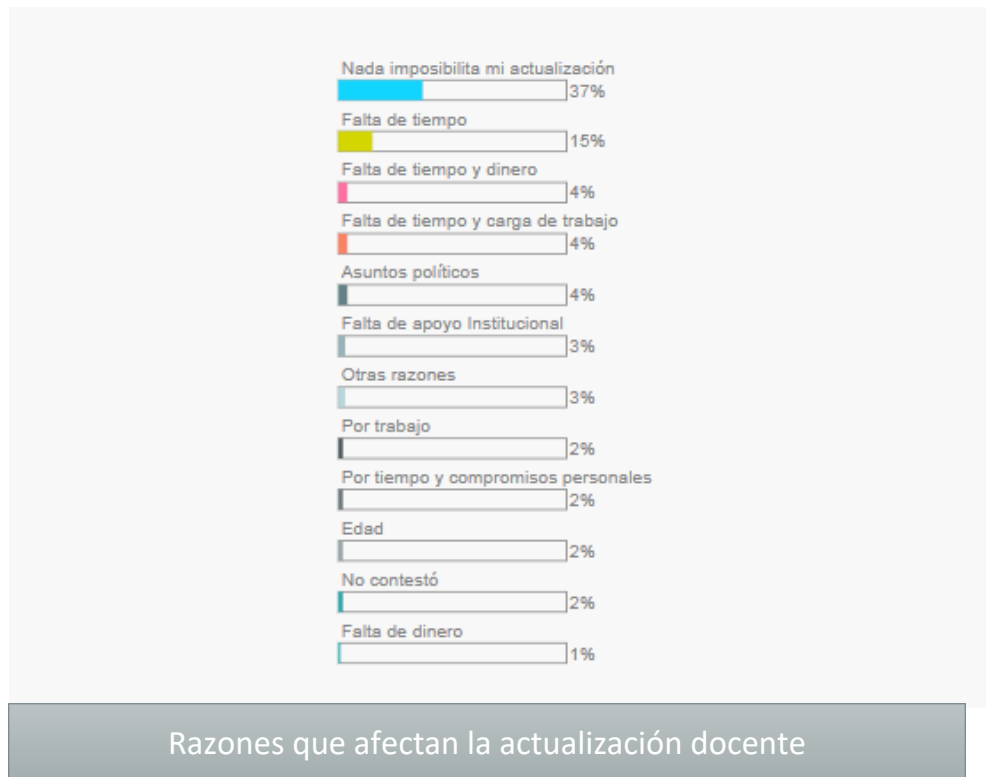 Nada imposibilita mi actualización
37%
Falta de tiempo
15%
Falta de tiempo y dinero
4%
Falta de tiempo y carga de trabajo
4%
Asuntos políticos
4%
Falta de apoyo Institucional
3%
Otras razones
3%
Por trabajo
2%
Por tiempo y compromisos personales
2%
Edad
2%
No contestó
2%
Falta de dinero
1%
Razones que afectan la actualización docente